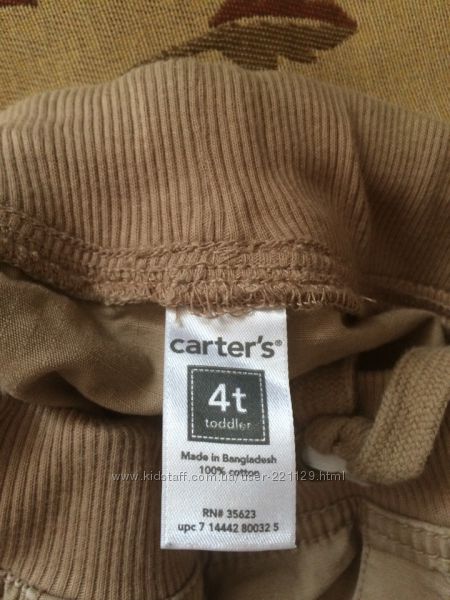 carter's®
4t
toddler
Made in Bangladesh
100% cotton
www.kidstaff.com.ua/user-221129.html
RN# 35623
upc 7 14442 80032 5